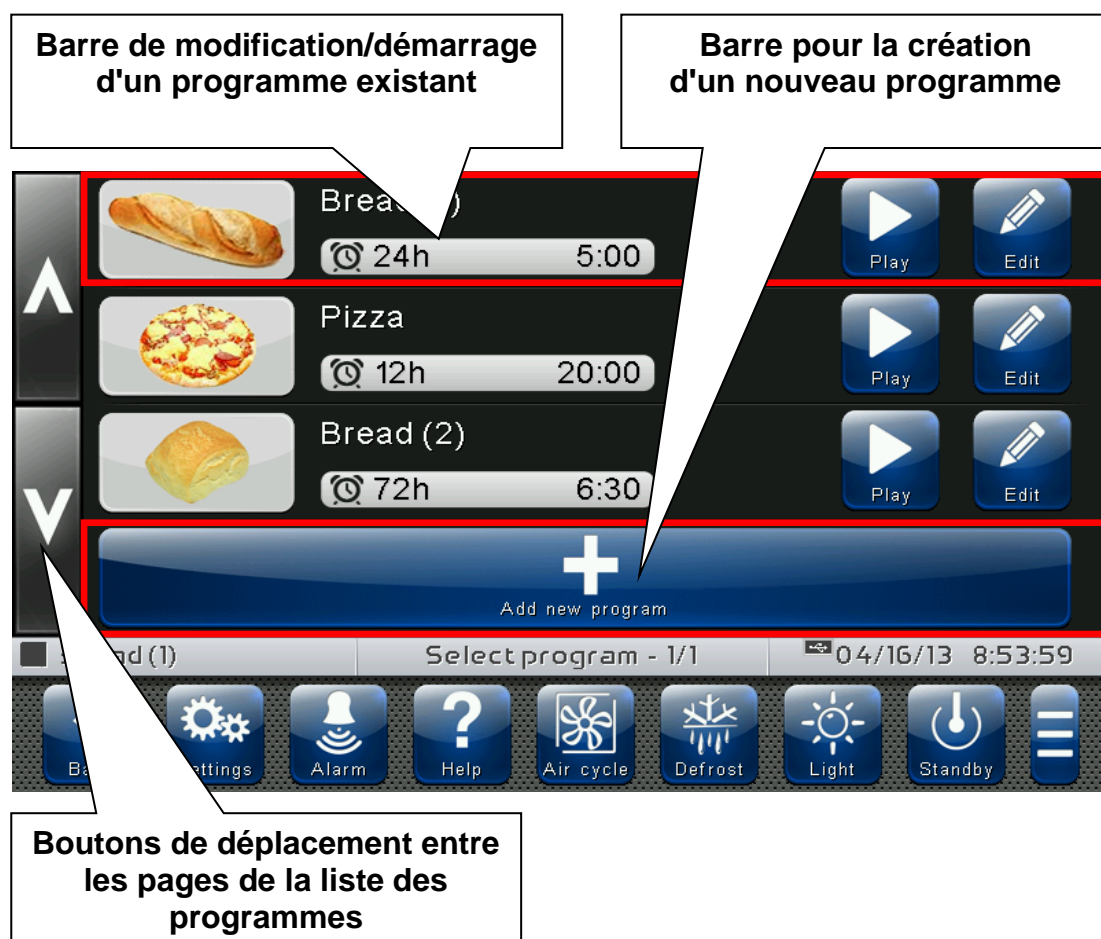 Barre de modification/démarrage
d'un programme existant
Barre pour la création
d'un nouveau programme
24h 5:00
Play
Edit
Pizza
12h 20:00
Play
Edit
Bread (2)
72h 6:30
Play
Edit
Add new program
(1)
Select program - 1/1
04/16/13 8:53:59
Alarm
Help
Air cycle
Defrost
Light
Standby
Boutons de déplacement entre
les pages de la liste des
programmes